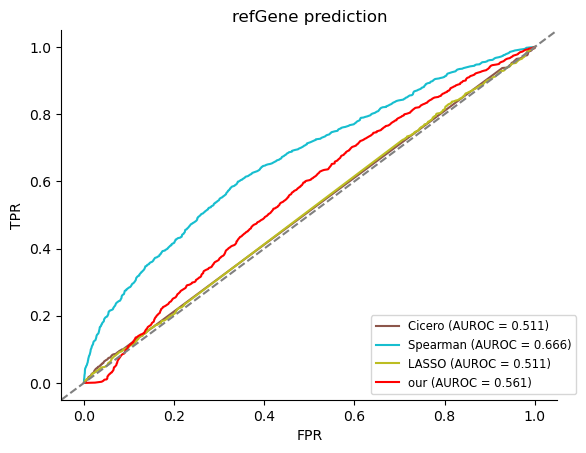 refGene prediction
1.0
0.8
0.6
0.4
0.2
0.0
TPR
0.0 0.2 0.4 0.6 0.8 1.0
FPR
Cicero (AUROC = 0.511)
Spearman (AUROC = 0.666)
LASSO (AUROC = 0.511)
our (AUROC = 0.561)